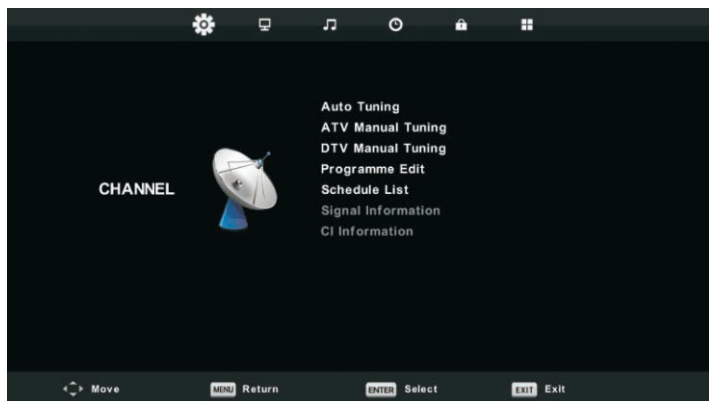 Auto Tuning
ATV Manual Tuning
DTV Manual Tuning
Programme Edit
CHANNEL
Schedule List
Signal Information
CI Information
Move
MENU Return
ENTER Select
EXIT Exit